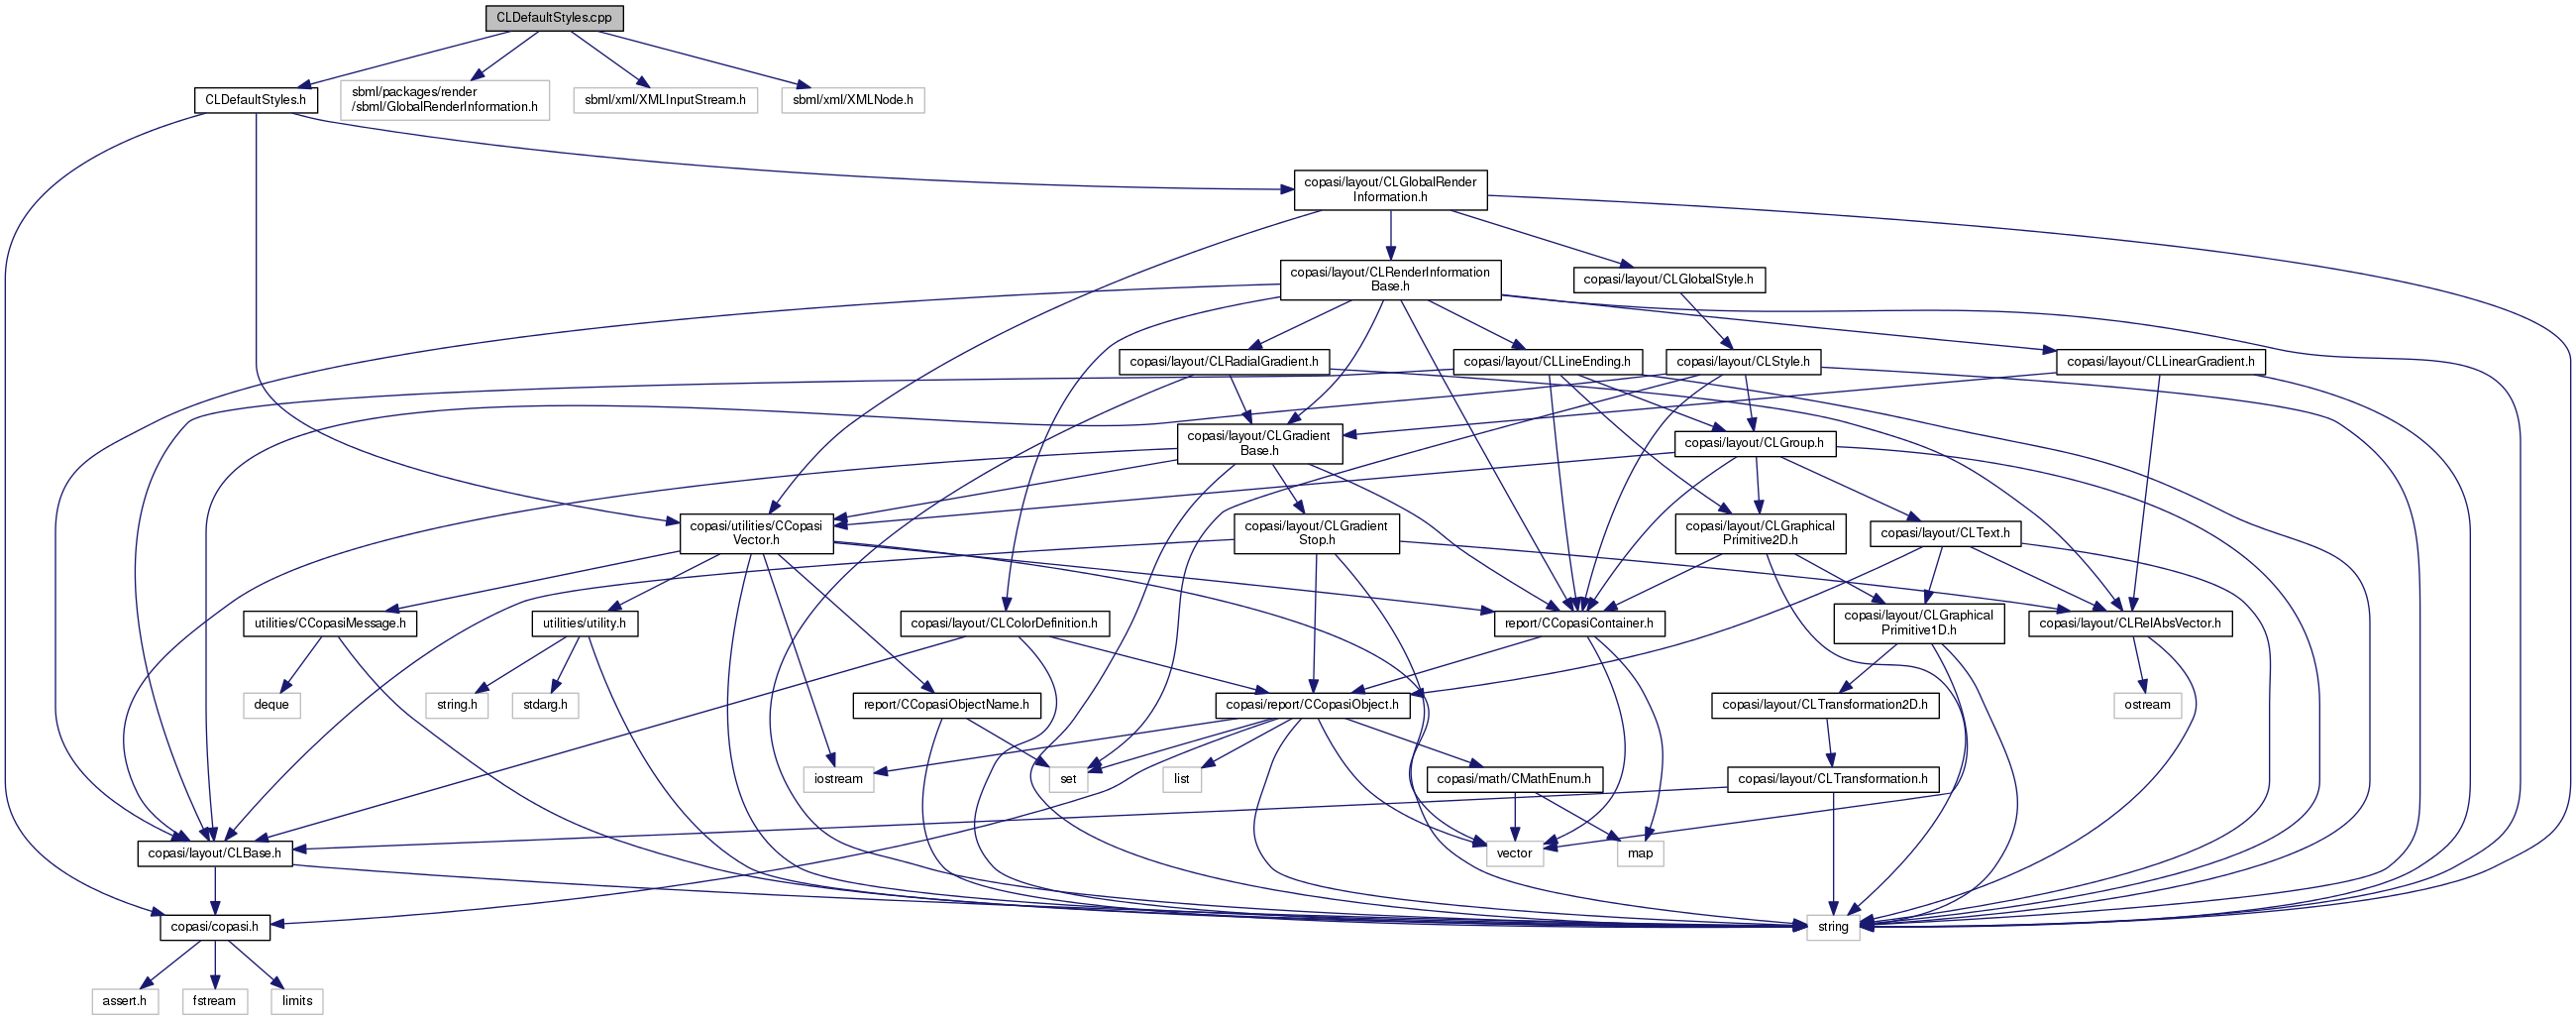 CLDefaultStyles.cpp
CLDefaultStyles.h
sbml/packages/render
/sbml/GlobalRenderInformation.h
sbml/xml/XMLInputStream.h
sbml/xml/XMLNode.h
copasi/layout/CLGlobalRender
Information.h
copasi/layout/CLRenderInformation
Base.h
copasi/layout/CLGlobalStyle.h
copasi/layout/CLRadialGradient.h
copasi/layout/CLLineEnding.h
copasi/layout/CLStyle.h
copasi/layout/CLLinearGradient.h
copasi/layout/CLGradient
Base.h
copasi/layout/CLGroup.h
copasi/utilities/CCopasi
Vector.h
copasi/layout/CLGradient
Stop.h
copasi/layout/CLGraphical
Primitive2D.h
copasi/layout/CLText.h
utilities/CCopasiMessage.h
utilities/utility.h
copasi/layout/CLColorDefinition.h
report/CCopasiContainer.h
copasi/layout/CLGraphical
Primitive1D.h
copasi/layout/CLRelAbsVector.h
deque
string.h
stdarg.h
report/CCopasiObjectName.h
copasi/report/CCopasiObject.h
copasi/layout/CLTransformation2D.h
ostream
iostream
set
list
copasi/math/CMathEnum.h
copasi/layout/CLTransformation.h
copasi/layout/CLBase.h
vector
map
copasi/copasi.h
string
assert.h
fstream
limits